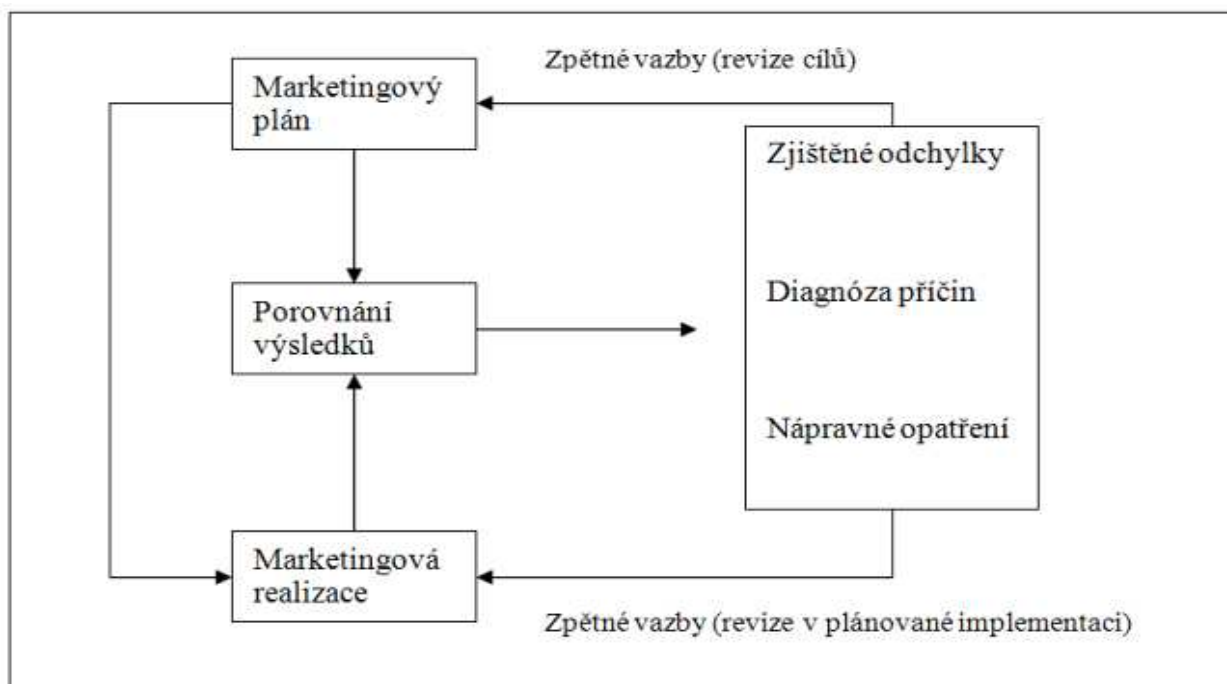 Zpětné vazby (revize cílů)
Marketingový
plán
Zjištěné odchylky
Diagnóza příčin
Porovnání
výsledků
Nápravné opatření
Marketingová
realizace
Zpětné vazby (revize v plánované implementaci)